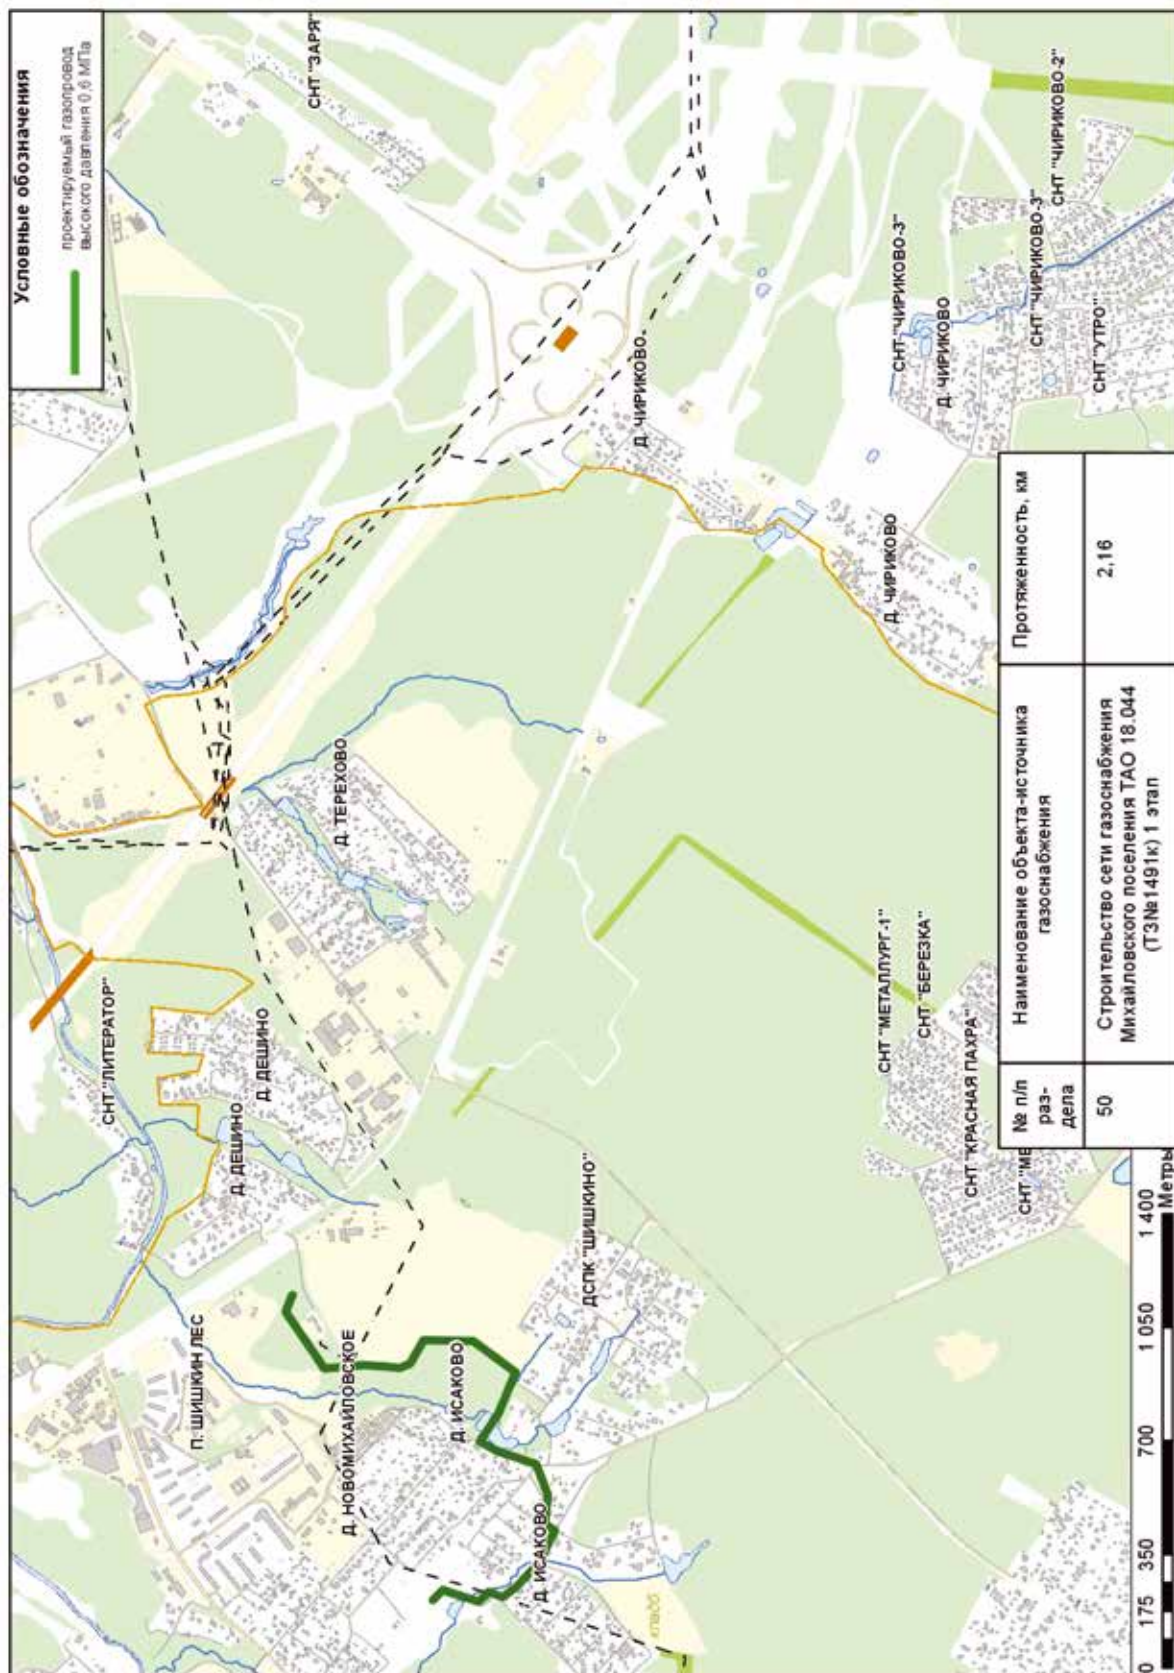 Условные обозначения
проектируемый газопровод
высокого давления 0,6 МПа
СНТ "ЗАРЯ"
СНТ "ЛИТЕРАТОР"
Д. ДЕШИНО
Д. ДЕШИНО
П. ШИШКИН ЛЕС
Д. ТЕРЕХОВО
Д. НОВОМИХАЙЛОВСКОЕ
Д. ИСАКОВО
Д. ИСАКОВО
ДСПК "ШИШКИНО"
Д. ЧИРИКОВО
Д. ЧИРИКОВО
СНТ "ЧИРИКОВО-3"
Д. ЧИРИКОВО
СНТ "ЧИРИКОВО-3"
СНТ "ЧИРИКОВО-2"
СНТ "УТРО"
СНТ "МЕТАЛЛУРГ-1"
СНТ "БЕРЕЗКА"
СНТ "КРАСНАЯ ПАХРА"
СНТ "МЕ
№ п/п
раз-
дела
Наименование объекта-источника
газоснабжения
Протяженность, км
50
Строительство сети газоснабжения
Михайловского поселения ТАО 18.044
(ТЗ№1491к) 1 этап
2,16
0 175 350 700 1 050 1 400
Метры